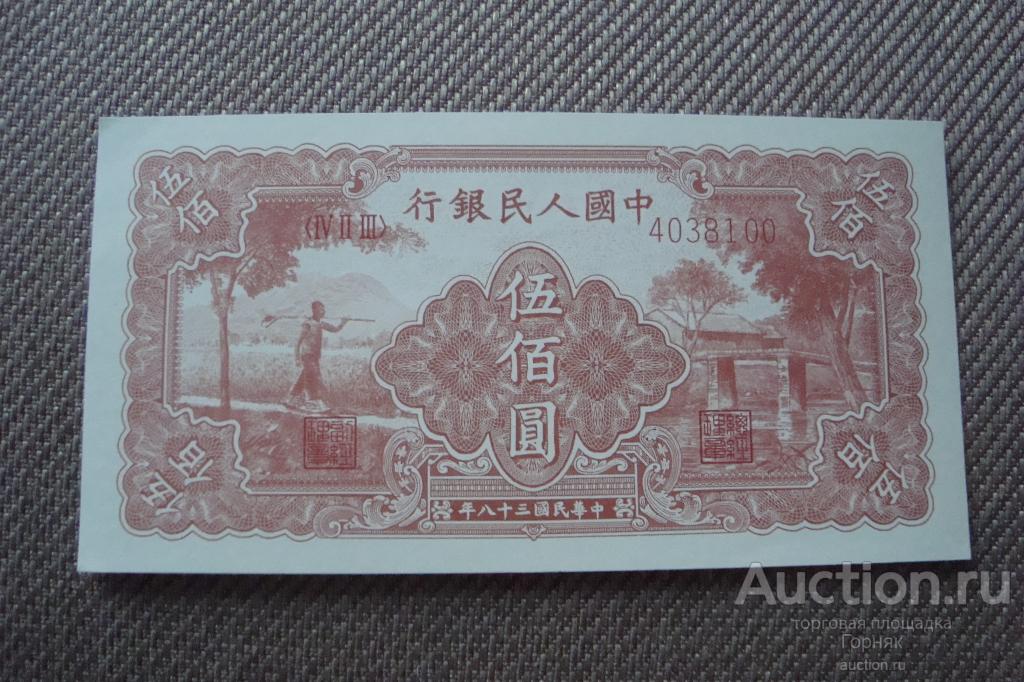 伍佰
伍佰
中國人民銀行
〈IV II III〉
4038100
伍佰圓
伍佰
伍佰
中華民國三十八年
Auction.ru
торговая площадка
Горняк
auction.ru